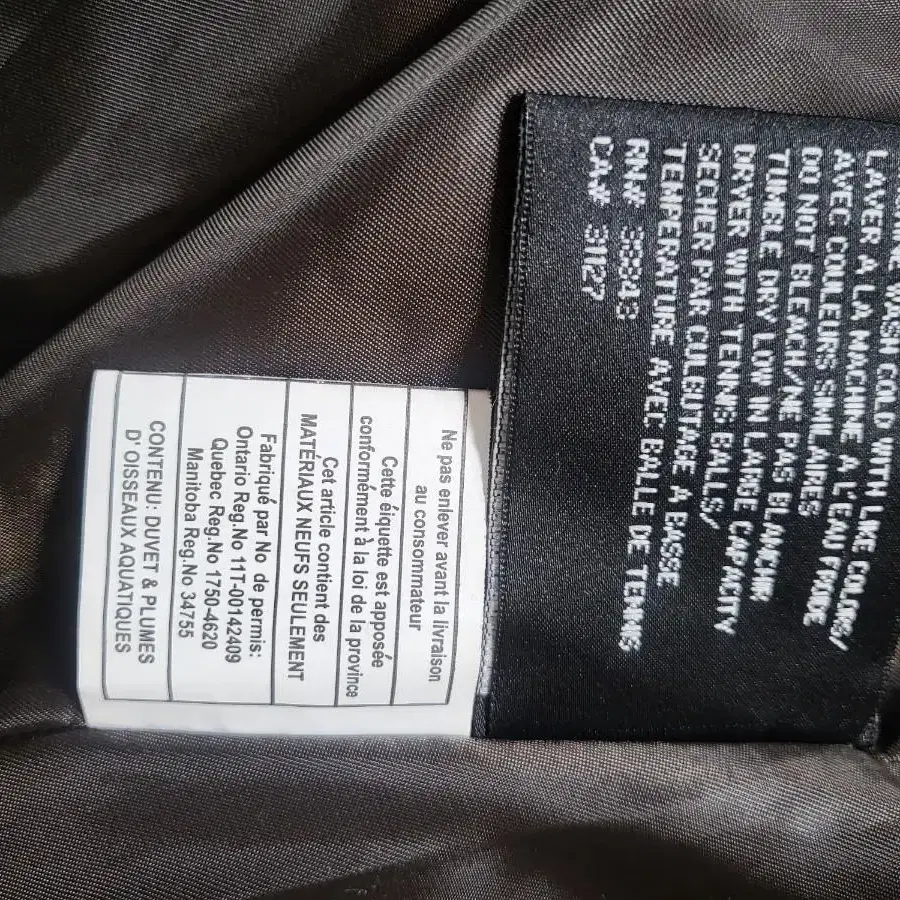 WASH COLD WITH LIKE COLORS/
LAVER A LA MACHINE A L'EAU FROIDE
AVEC COULEURS SIMILAIRES
DO NOT BLEACH/NE PAS BLANCHIR
TUMBLE DRY LOW IN LARGE CAPACITY
DRYER WITH TENNIS BALLS/
SECHER PAR CULEUTAGE A BASSE
TEMPERATURE AVEC BALLE DE TENNIS
RN#
CA# 31127
Ne pas enlever avant la livraison
au consommateur
Cette éiquette est apposée
conformément à la loi de la province
Cet article contient des
MATÉRIAUX NEUFS SEULEMENT
Fabriqué par No de permis:
Ontario Reg.No 11T-00142409
Quebec Reg.No 1750-4620
Manitoba Reg.No 34755
CONTENU: DUVET & PLUMES
D' OISEAUX AQUATIQUES